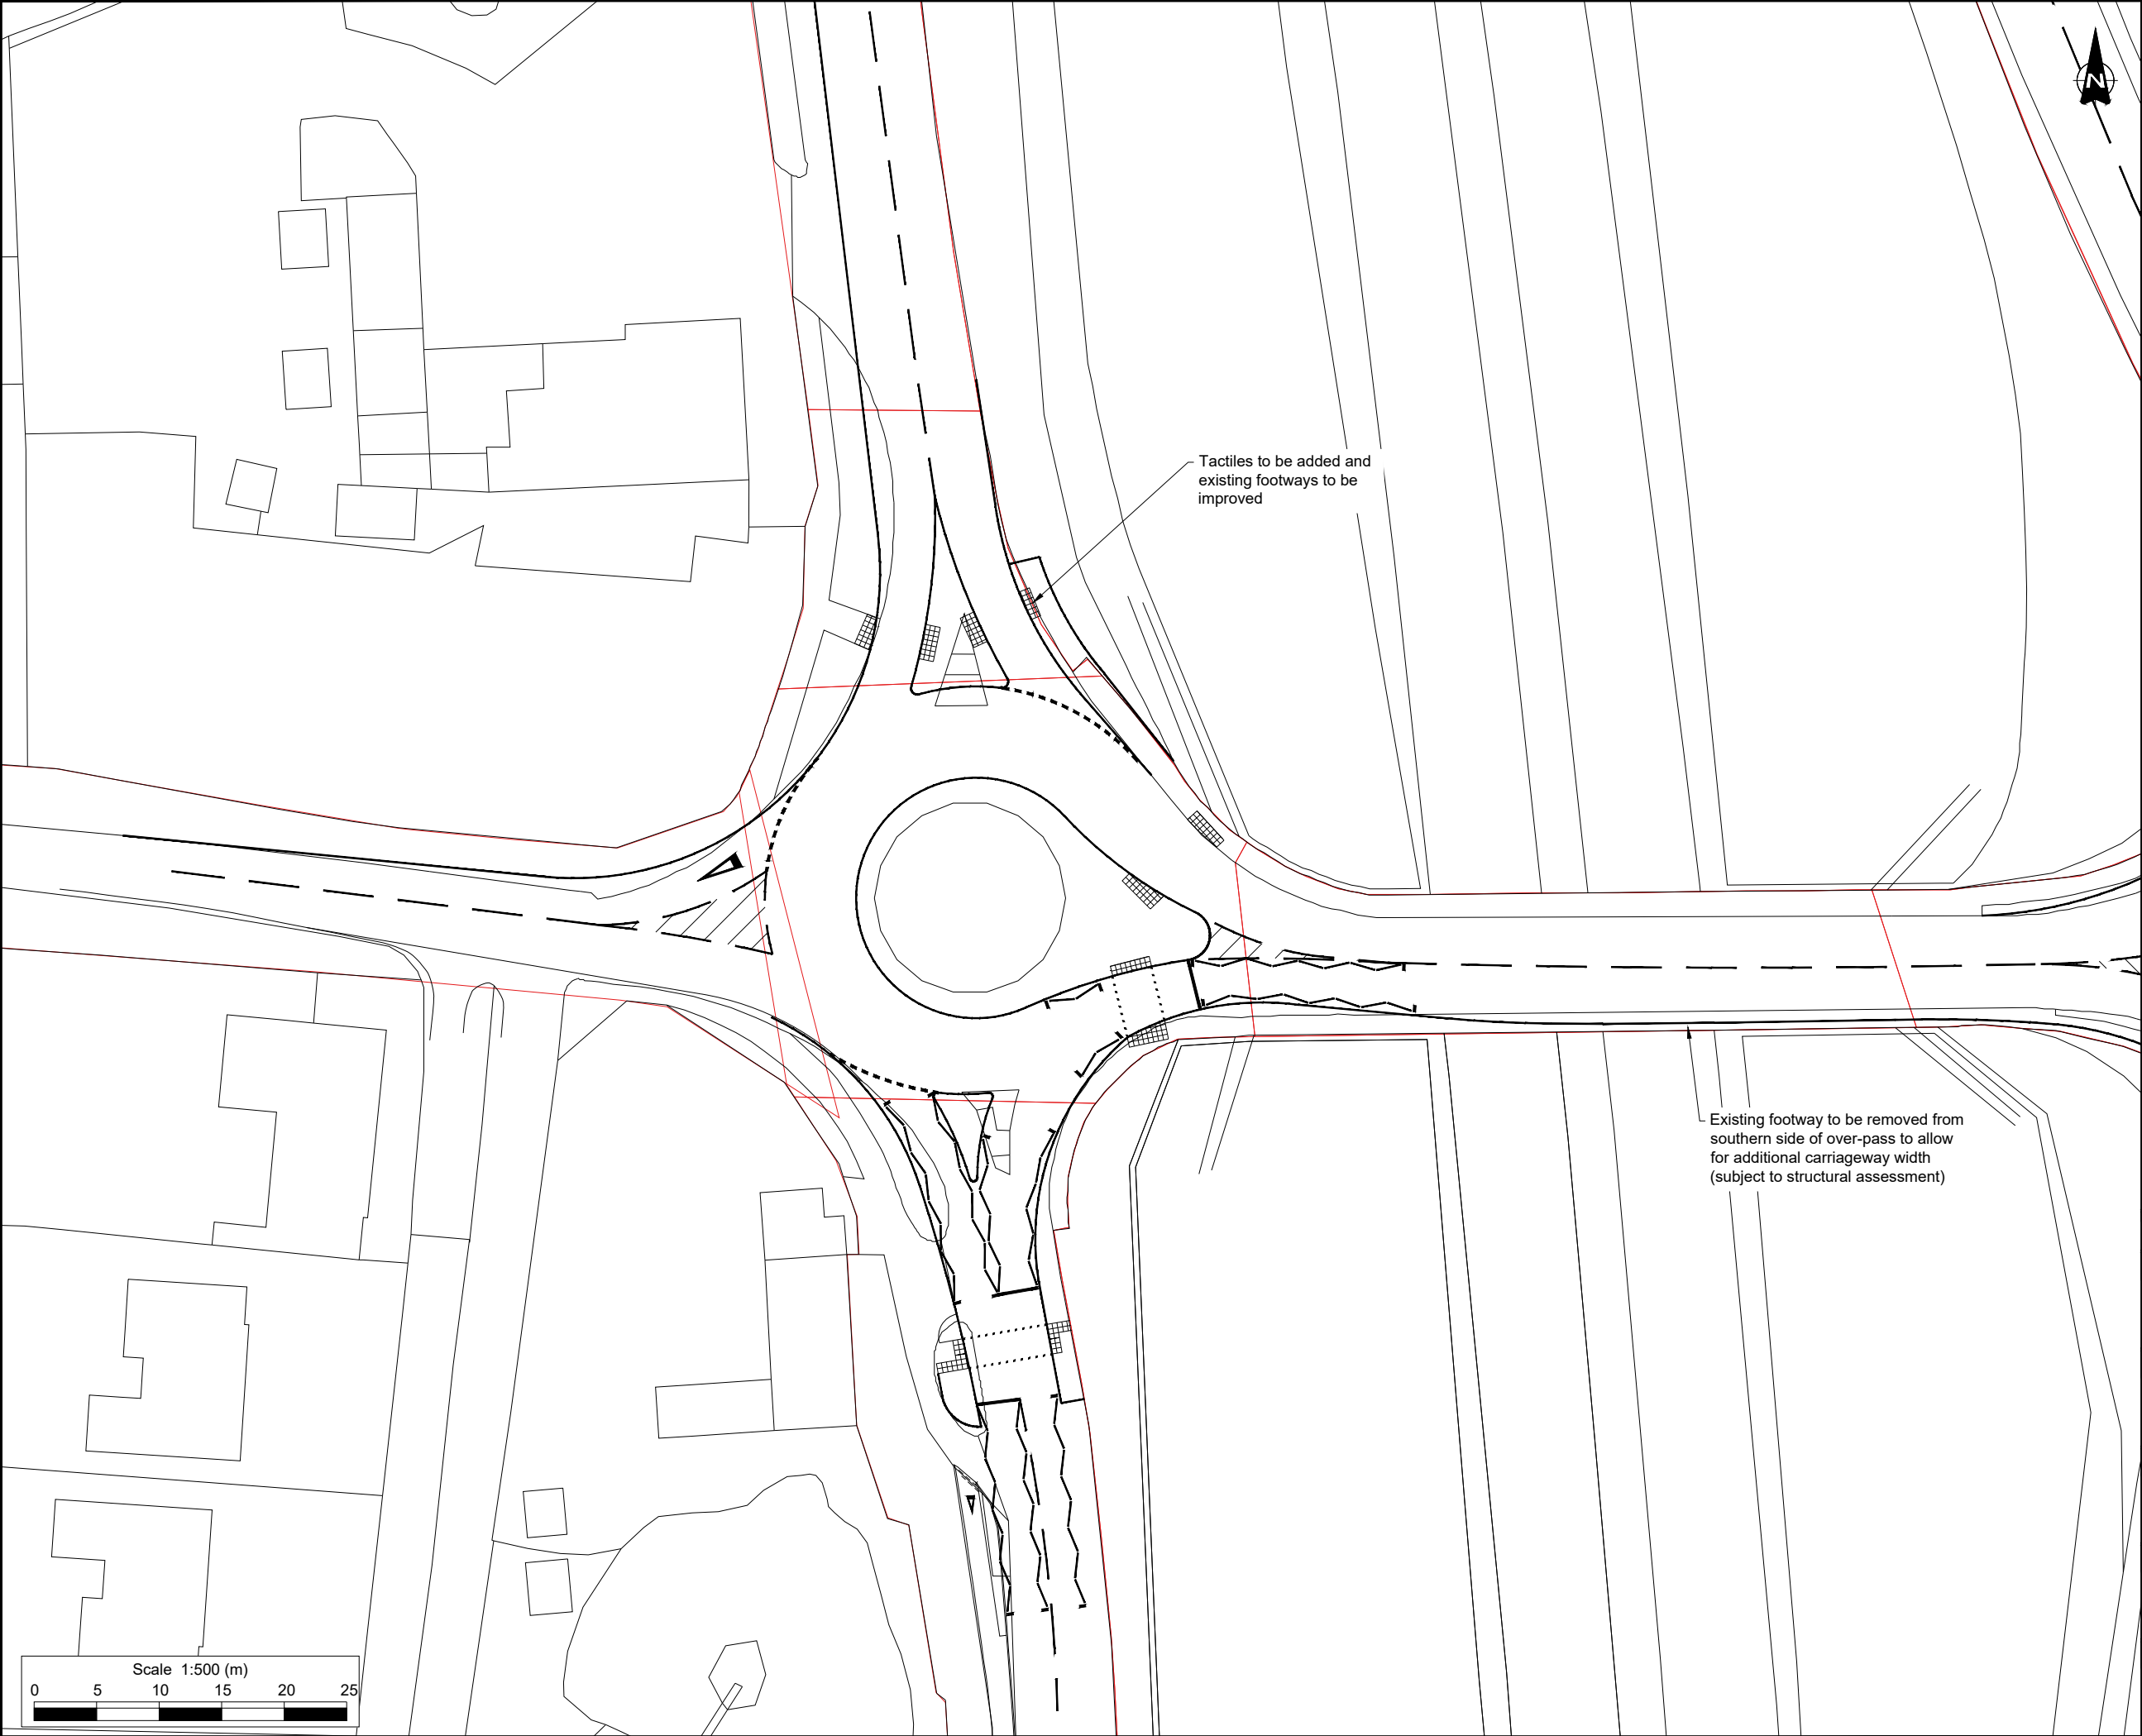 N
Tactiles to be added and
existing footways to be
improved
Existing footway to be removed from
southern side of over-pass to allow
for additional carriageway width
(subject to structural assessment)
Scale 1:500 (m)
0 5 10 15 20 25